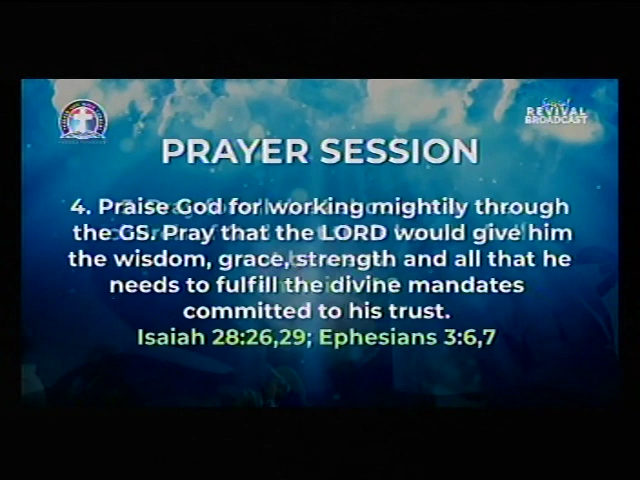 Special
REVIVAL
BROADCAST
PRAYER SESSION
4. Praise God for working mightily through
the GS. Pray that the LORD would give him
the wisdom, grace, strength and all that he
needs to fulfill the divine mandates
committed to his trust.
Isaiah 28:26,29; Ephesians 3:6,7